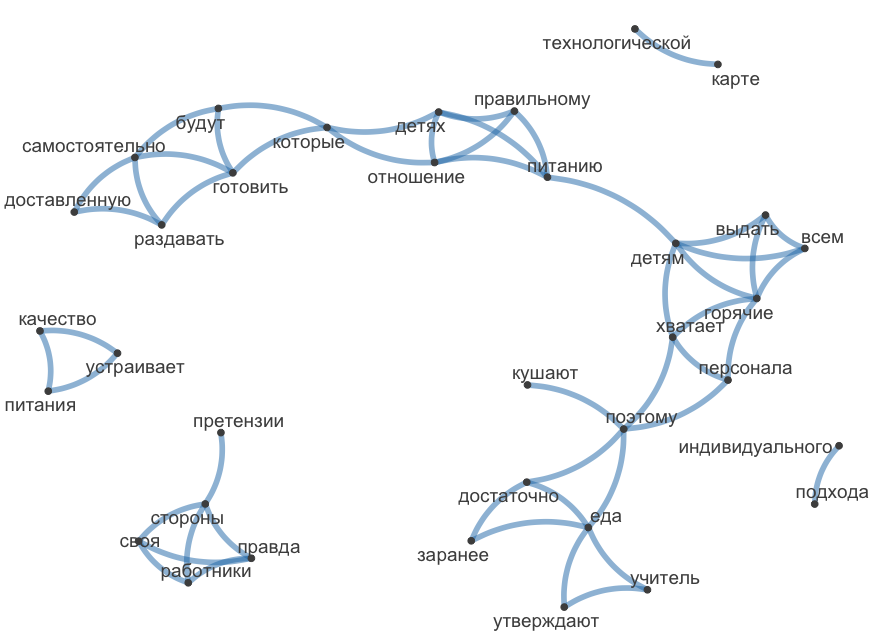 технологической
карте
правильному
будут
детях
которые
самостоятельно
питанию
отношение
готовить
доставленную
раздавать
выдать
всем
детям
горячие
качество
хватает
устраивает
персонала
кушают
питания
поэтому
претензии
индивидуального
подхода
достаточно
стороны
еда
своя
правда
заранее
работники
учитель
утверждают